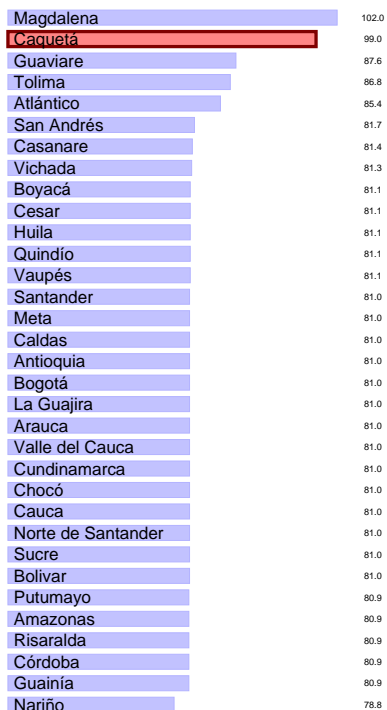 Magdalena 102.0
Caquetá 99.0
Guaviare 87.6
Tolima 86.8
Atlántico 85.4
San Andrés 81.7
Casanare 81.4
Vichada 81.3
Boyacá 81.1
Cesar 81.1
Huila 81.1
Quindío 81.1
Vaupés 81.1
Santander 81.0
Meta 81.0
Caldas 81.0
Antioquia 81.0
Bogotá 81.0
La Guajira 81.0
Arauca 81.0
Valle del Cauca 81.0
Cundinamarca 81.0
Chocó 81.0
Cauca 81.0
Norte de Santander 81.0
Sucre 81.0
Bolivar 81.0
Putumayo 80.9
Amazonas 80.9
Risaralda 80.9
Córdoba 80.9
Guainía 80.9
Nariño 78.8